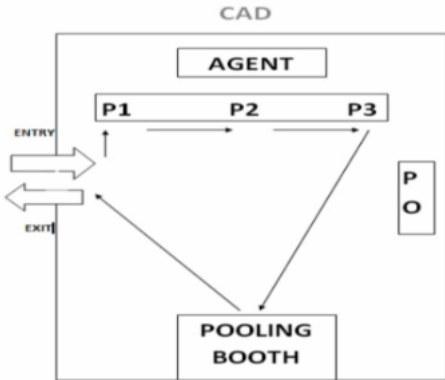 CAD
AGENT
P1 P2 P3
ENTRY
P
O
EXIT
POOLING
BOOTH